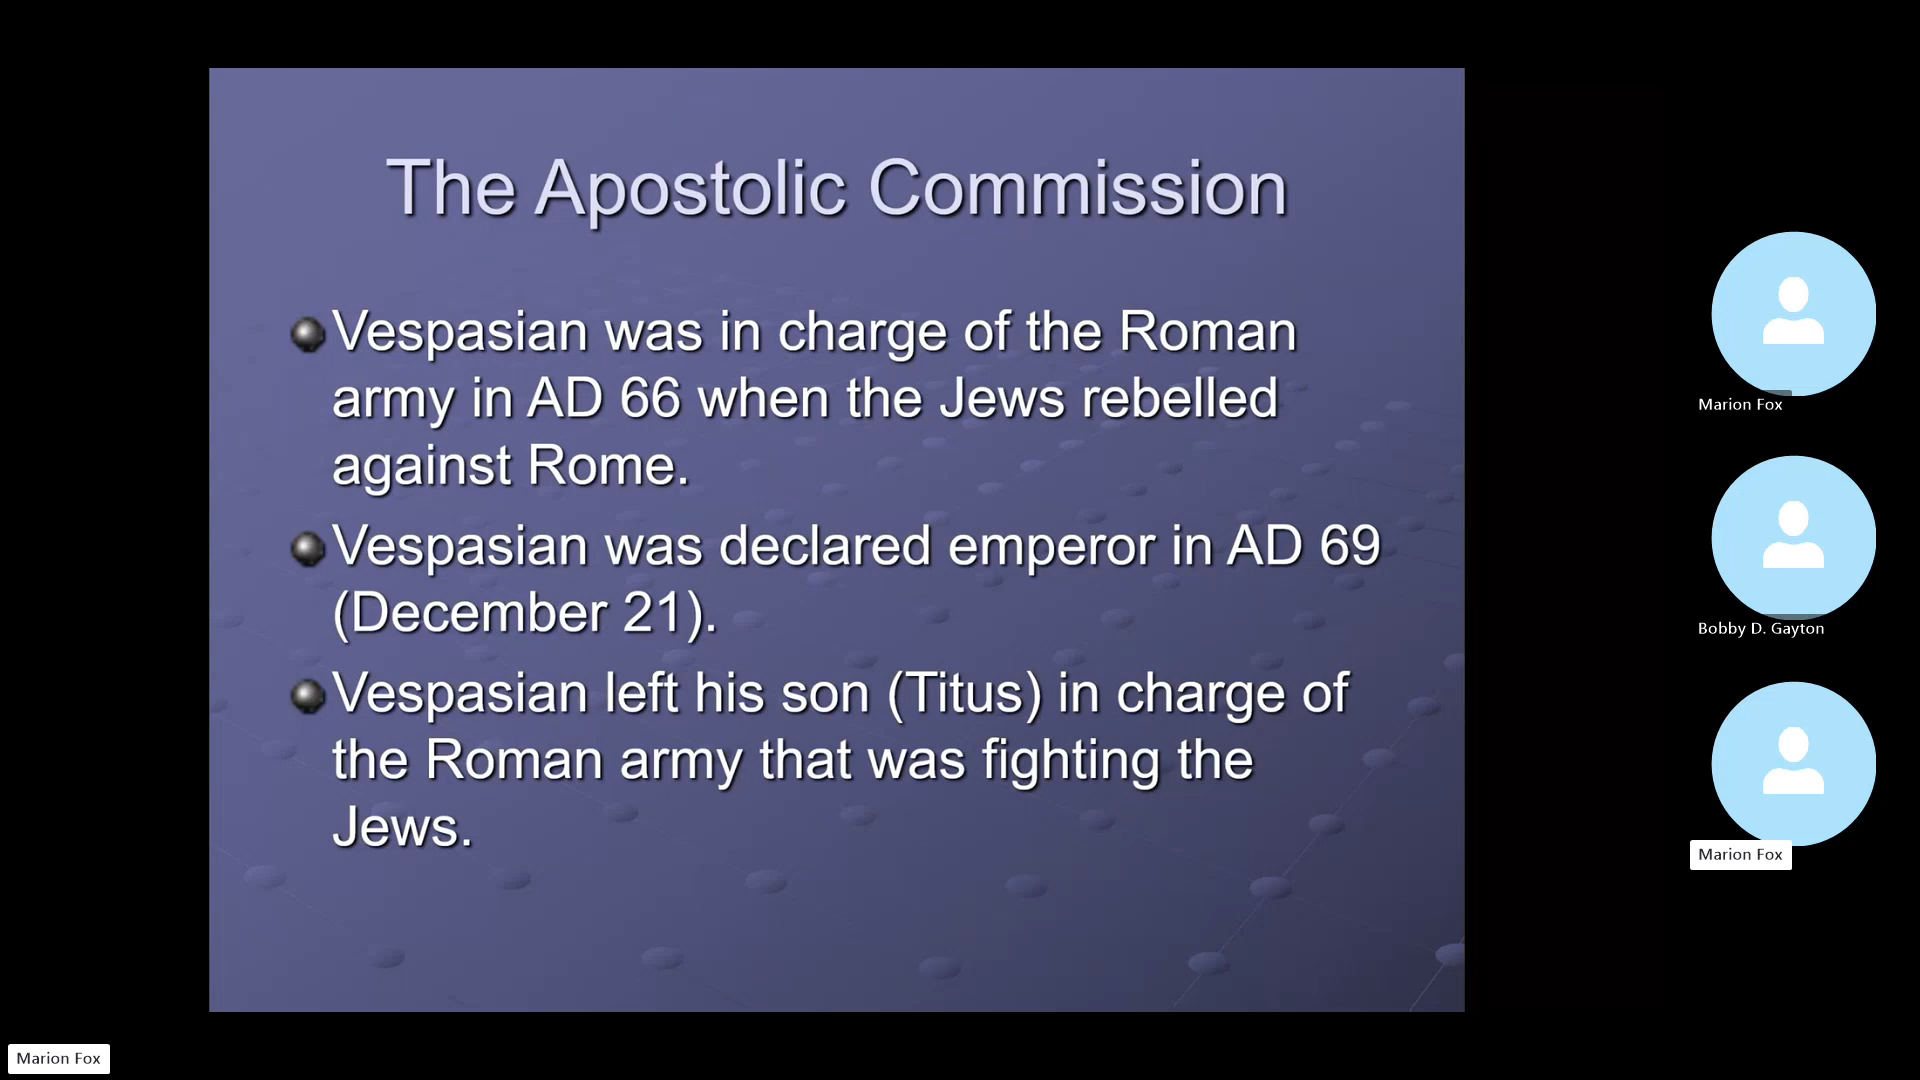 The Apostolic Commission
Vespasian was in charge of the Roman
army in AD 66 when the Jews rebelled
against Rome.
Vespasian was declared emperor in AD 69
(December 21).
Vespasian left his son (Titus) in charge of
the Roman army that was fighting the
Jews.
Marion Fox
Bobby D. Gayton
Marion Fox
Marion Fox